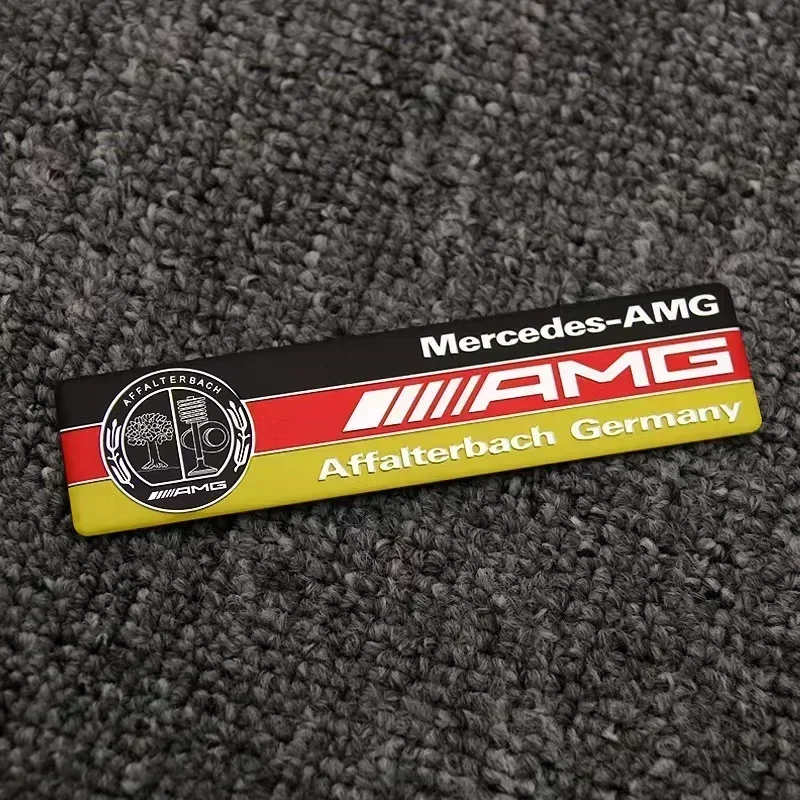 AFFALTERBACH
AMG
Mercedes-AMG
AMG
Affalterbach Germany